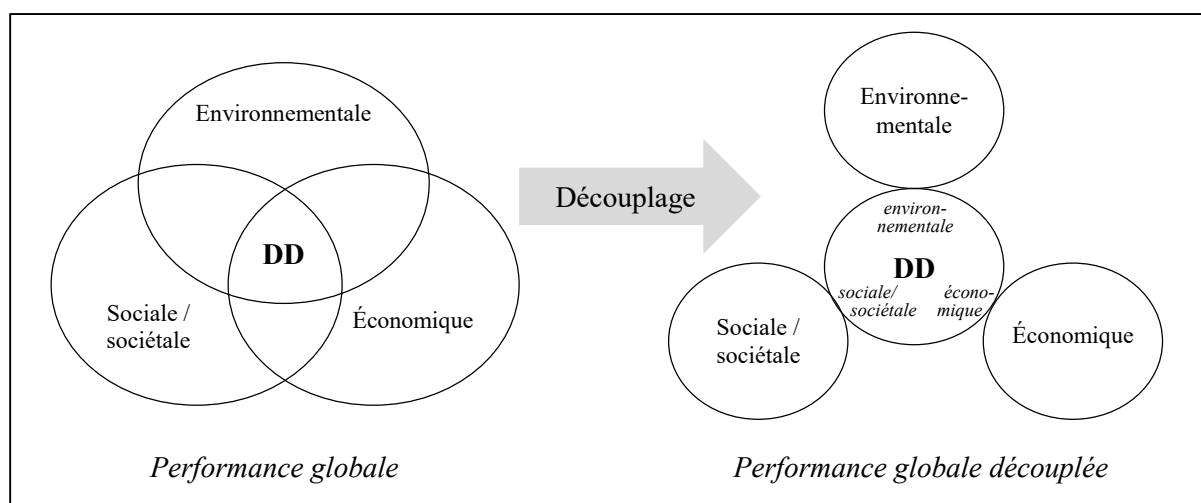 Environnementale
DD
Sociale /
sociétale
Économique
Performance globale
Découplage
Environne-
mentale
environ-
nementale
DD
sociale/
sociétale
écono-
mique
Sociale /
sociétale
Économique
Performance globale découplée